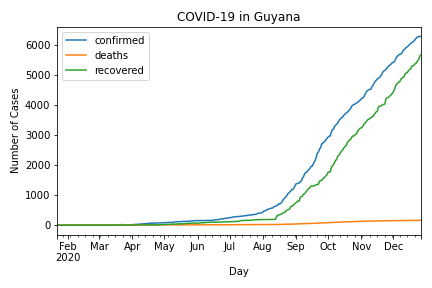 COVID-19 in Guyana
confirmed
deaths
recovered
Number of Cases
6000
5000
4000
3000
2000
1000
0
Feb Mar Apr May Jun Jul Aug Sep Oct Nov Dec
2020
Day